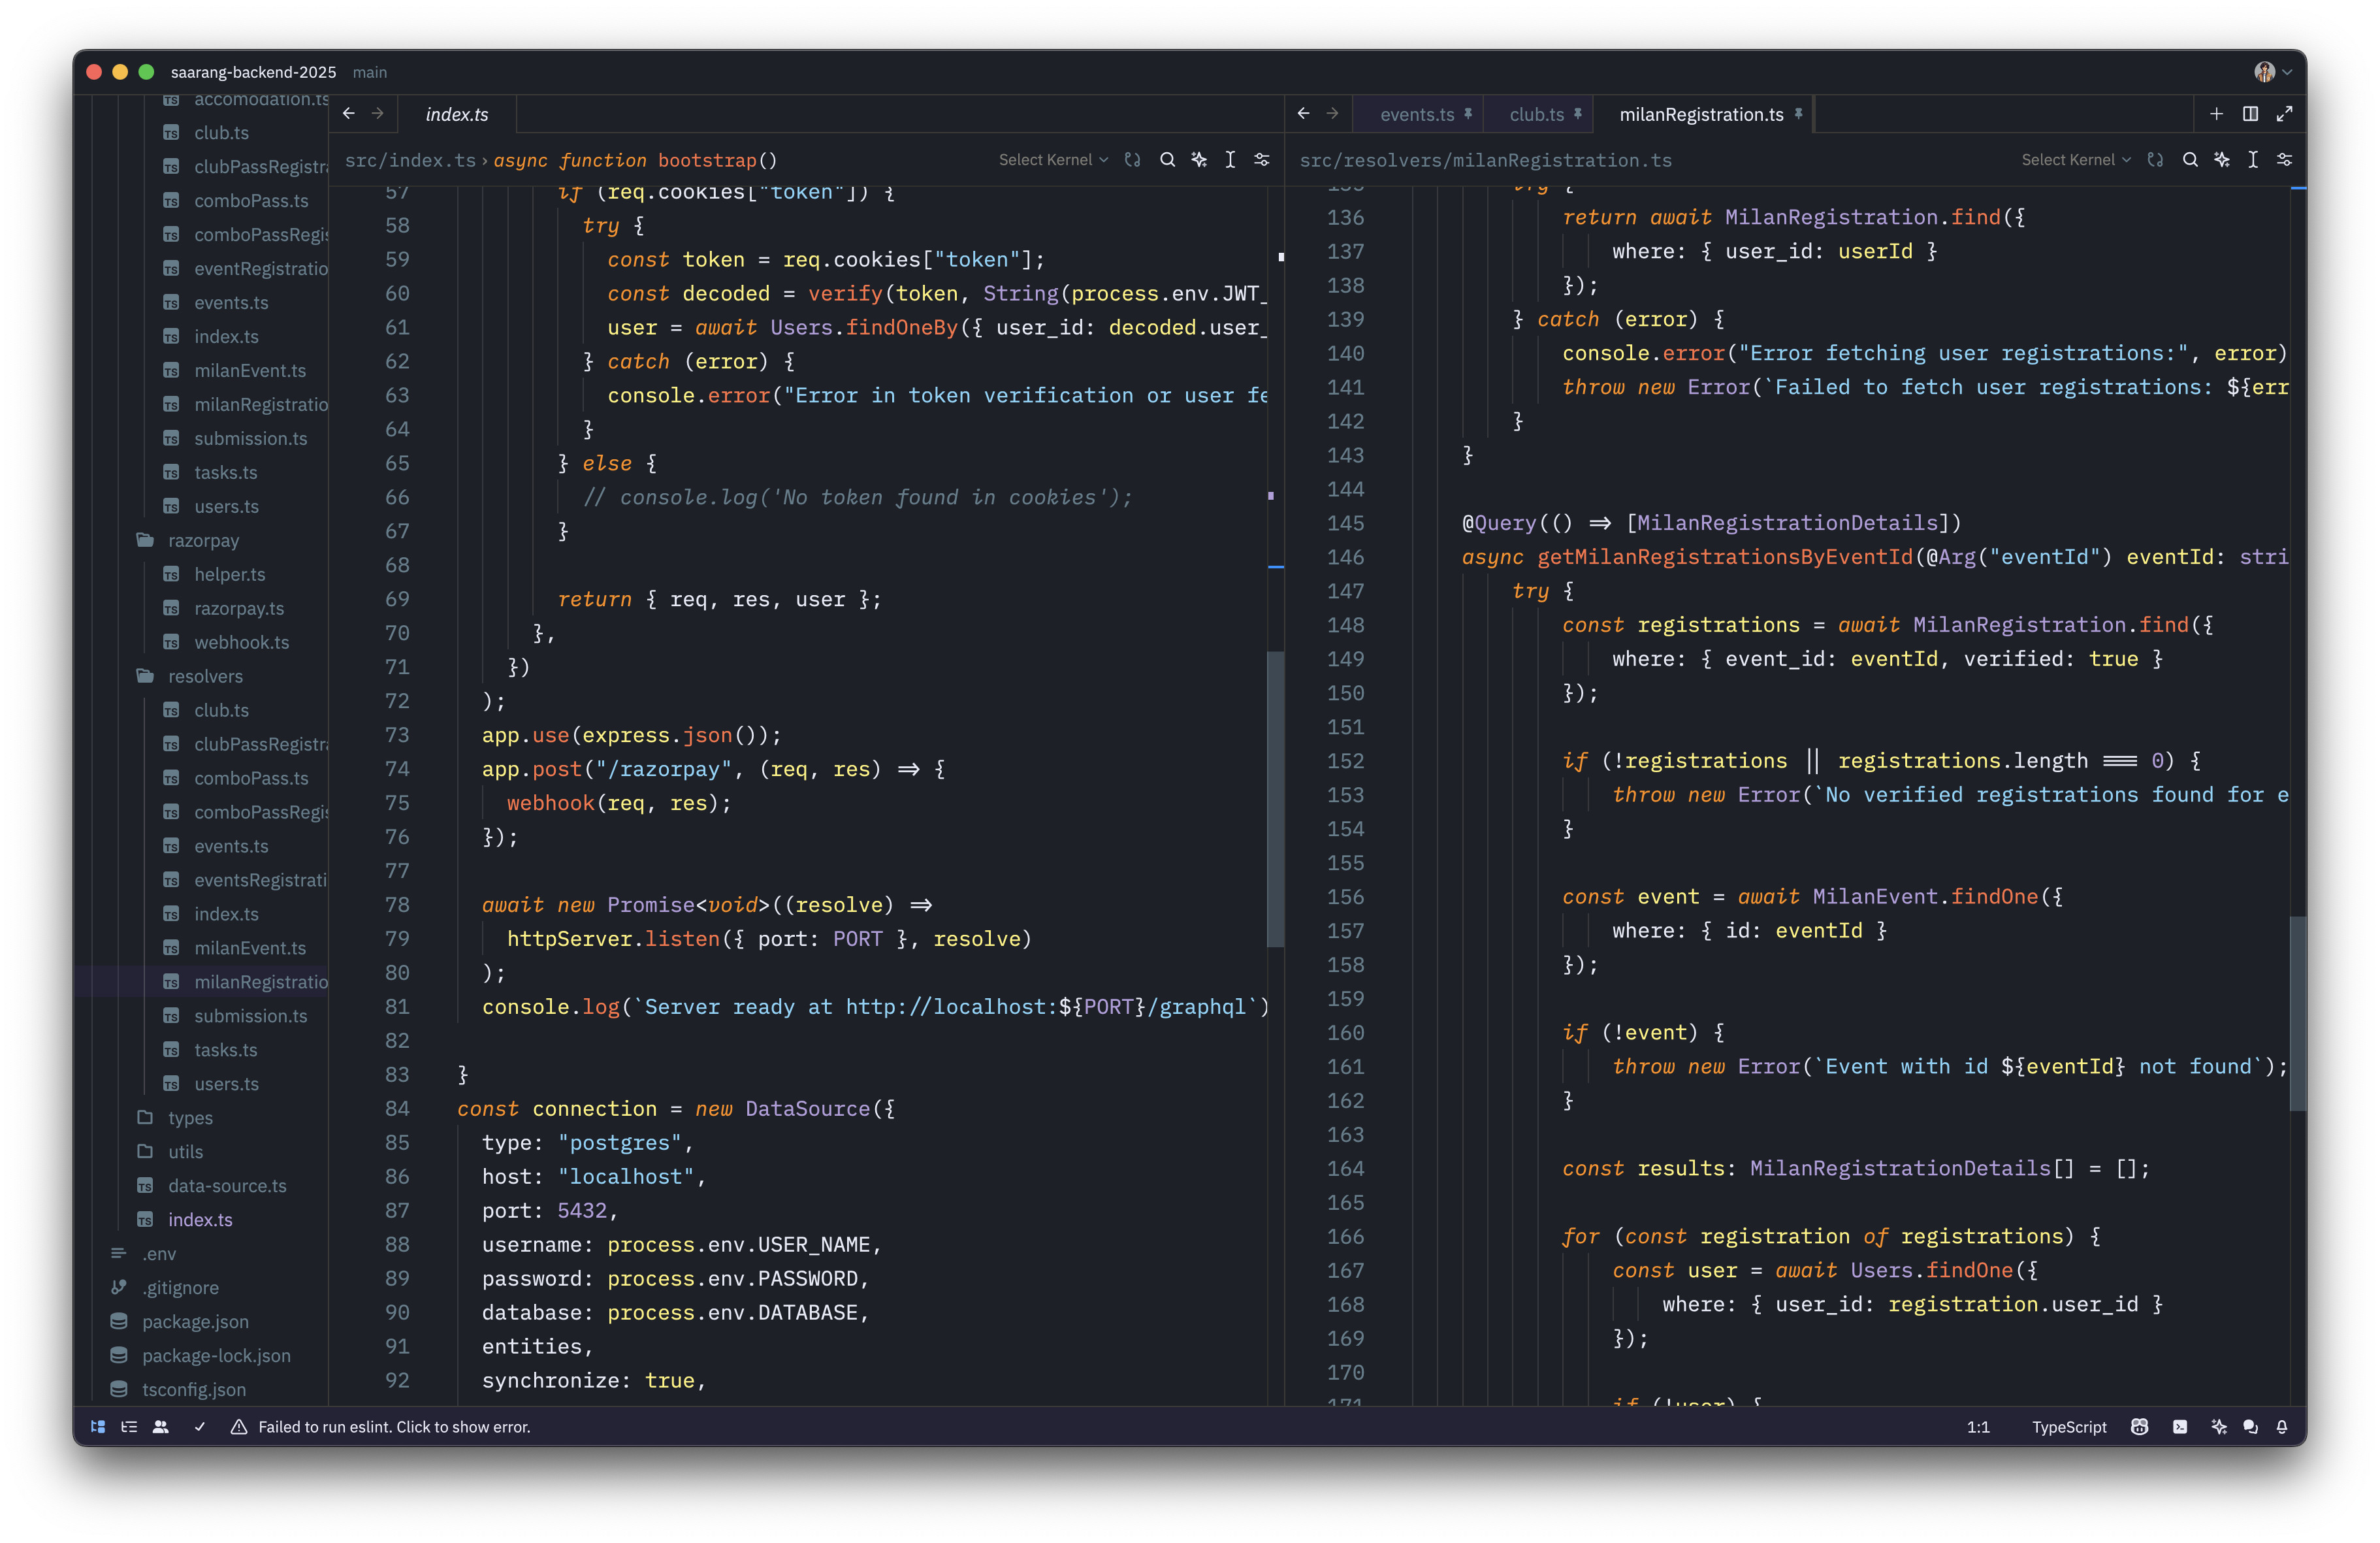 saarang-backend-2025 main
accomodation.ts
club.ts
clubPassRegistra
comboPass.ts
comboPassRegis
eventRegistratio
events.ts
index.ts
milanEvent.ts
milanRegistratio
submission.ts
tasks.ts
users.ts
razorpay
helper.ts
razorpay.ts
webhook.ts
resolvers
club.ts
clubPassRegistra
comboPass.ts
comboPassRegis
events.ts
eventsRegistrati
index.ts
milanEvent.ts
milanRegistratio
submission.ts
tasks.ts
users.ts
types
utils
data-source.ts
index.ts
.env
.gitignore
package.json
package-lock.json
tsconfig.json
index.ts
src/index.ts › async function bootstrap() Select Kernel
57 if (req.cookies["token"]) {
58 try {
59 const token = req.cookies["token"];
60 const decoded = verify(token, String(process.env.JWT_
61 user = await Users.findOneBy({ user_id: decoded.user_
62 } catch (error) {
63 console.error("Error in token verification or user fe
64 }
65 } else {
66 // console.log('No token found in cookies');
67 }
68
69 return { req, res, user };
70 },
71 })
72 );
73 app.use(express.json());
74 app.post("/razorpay", (req, res) => {
75 webhook(req, res);
76 });
77
78 await new Promise<void>((resolve) =>
79 httpServer.listen({ port: PORT }, resolve)
80 );
81 console.log(`Server ready at http://localhost:${PORT}/graphql`)
82
83 }
84 const connection = new DataSource({
85 type: "postgres",
86 host: "localhost",
87 port: 5432,
88 username: process.env.USER_NAME,
89 password: process.env.PASSWORD,
90 database: process.env.DATABASE,
91 entities,
92 synchronize: true,
events.ts club.ts milanRegistration.ts
src/resolvers/milanRegistration.ts Select Kernel
135 try {
136 return await MilanRegistration.find({
137 where: { user_id: userId }
138 });
139 } catch (error) {
140 console.error("Error fetching user registrations:", error)
141 throw new Error(`Failed to fetch user registrations: ${err
142 }
143 }
144
145 @Query(() => [MilanRegistrationDetails])
146 async getMilanRegistrationsByEventId(@Arg("eventId") eventId: stri
147 try {
148 const registrations = await MilanRegistration.find({
149 where: { event_id: eventId, verified: true }
150 });
151
152 if (!registrations || registrations.length === 0) {
153 throw new Error(`No verified registrations found for e
154 }
155
156 const event = await MilanEvent.findOne({
157 where: { id: eventId }
158 });
159
160 if (!event) {
161 throw new Error(`Event with id ${eventId} not found`);
162 }
163
164 const results: MilanRegistrationDetails[] = [];
165
166 for (const registration of registrations) {
167 const user = await Users.findOne({
168 where: { user_id: registration.user_id }
169 });
170
171 if (!user) {
Failed to run eslint. Click to show error. 1:1 TypeScript